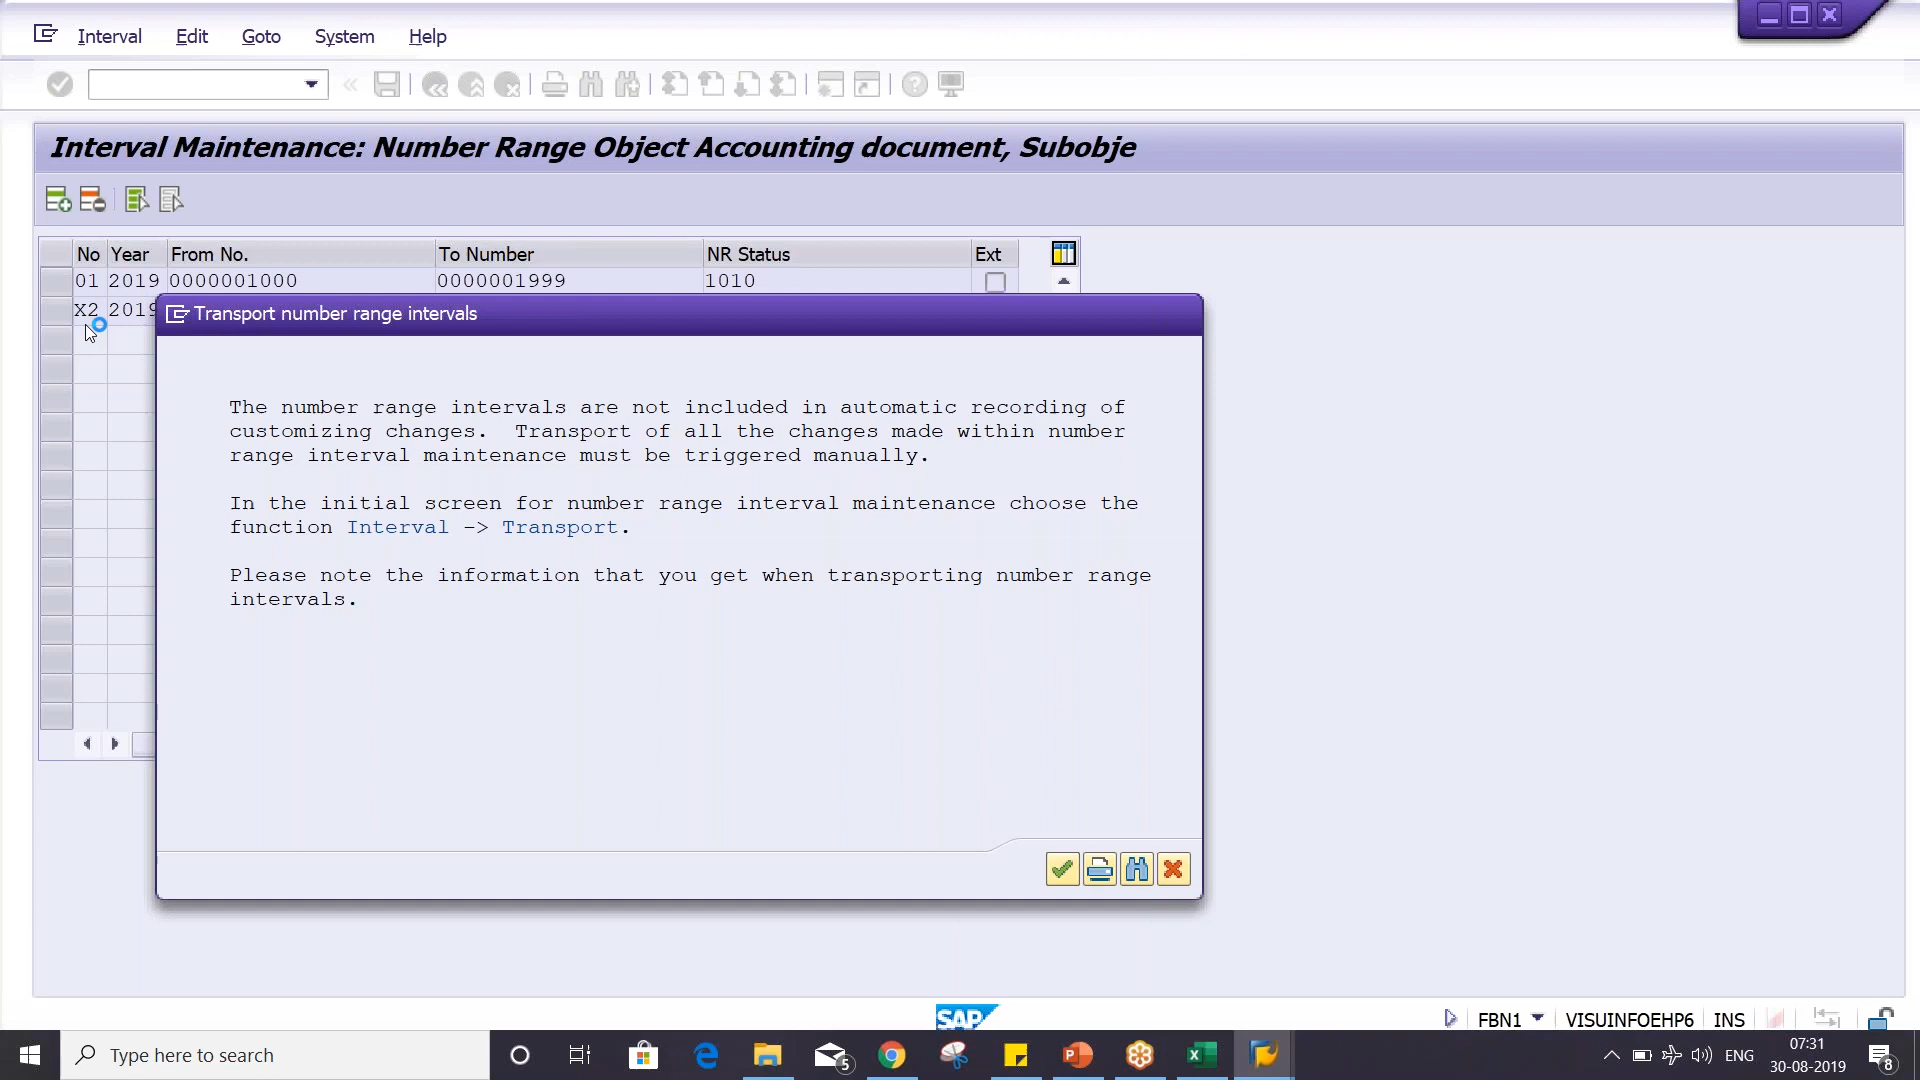 Interval Edit Goto System Help
Interval Maintenance: Number Range Object Accounting document, Subobje
No Year From No. To Number NR Status Ext
01 2019 0000001000 0000001999 1010
X2 2019
Transport number range intervals
The number range intervals are not included in automatic recording of
customizing changes. Transport of all the changes made within number
range interval maintenance must be triggered manually.
In the initial screen for number range interval maintenance choose the
function Interval -> Transport.
Please note the information that you get when transporting number range
intervals.
SAP
FBN1 VISUINFOEHP6 INS
Type here to search
5
ENG
07:31
30-08-2019
8